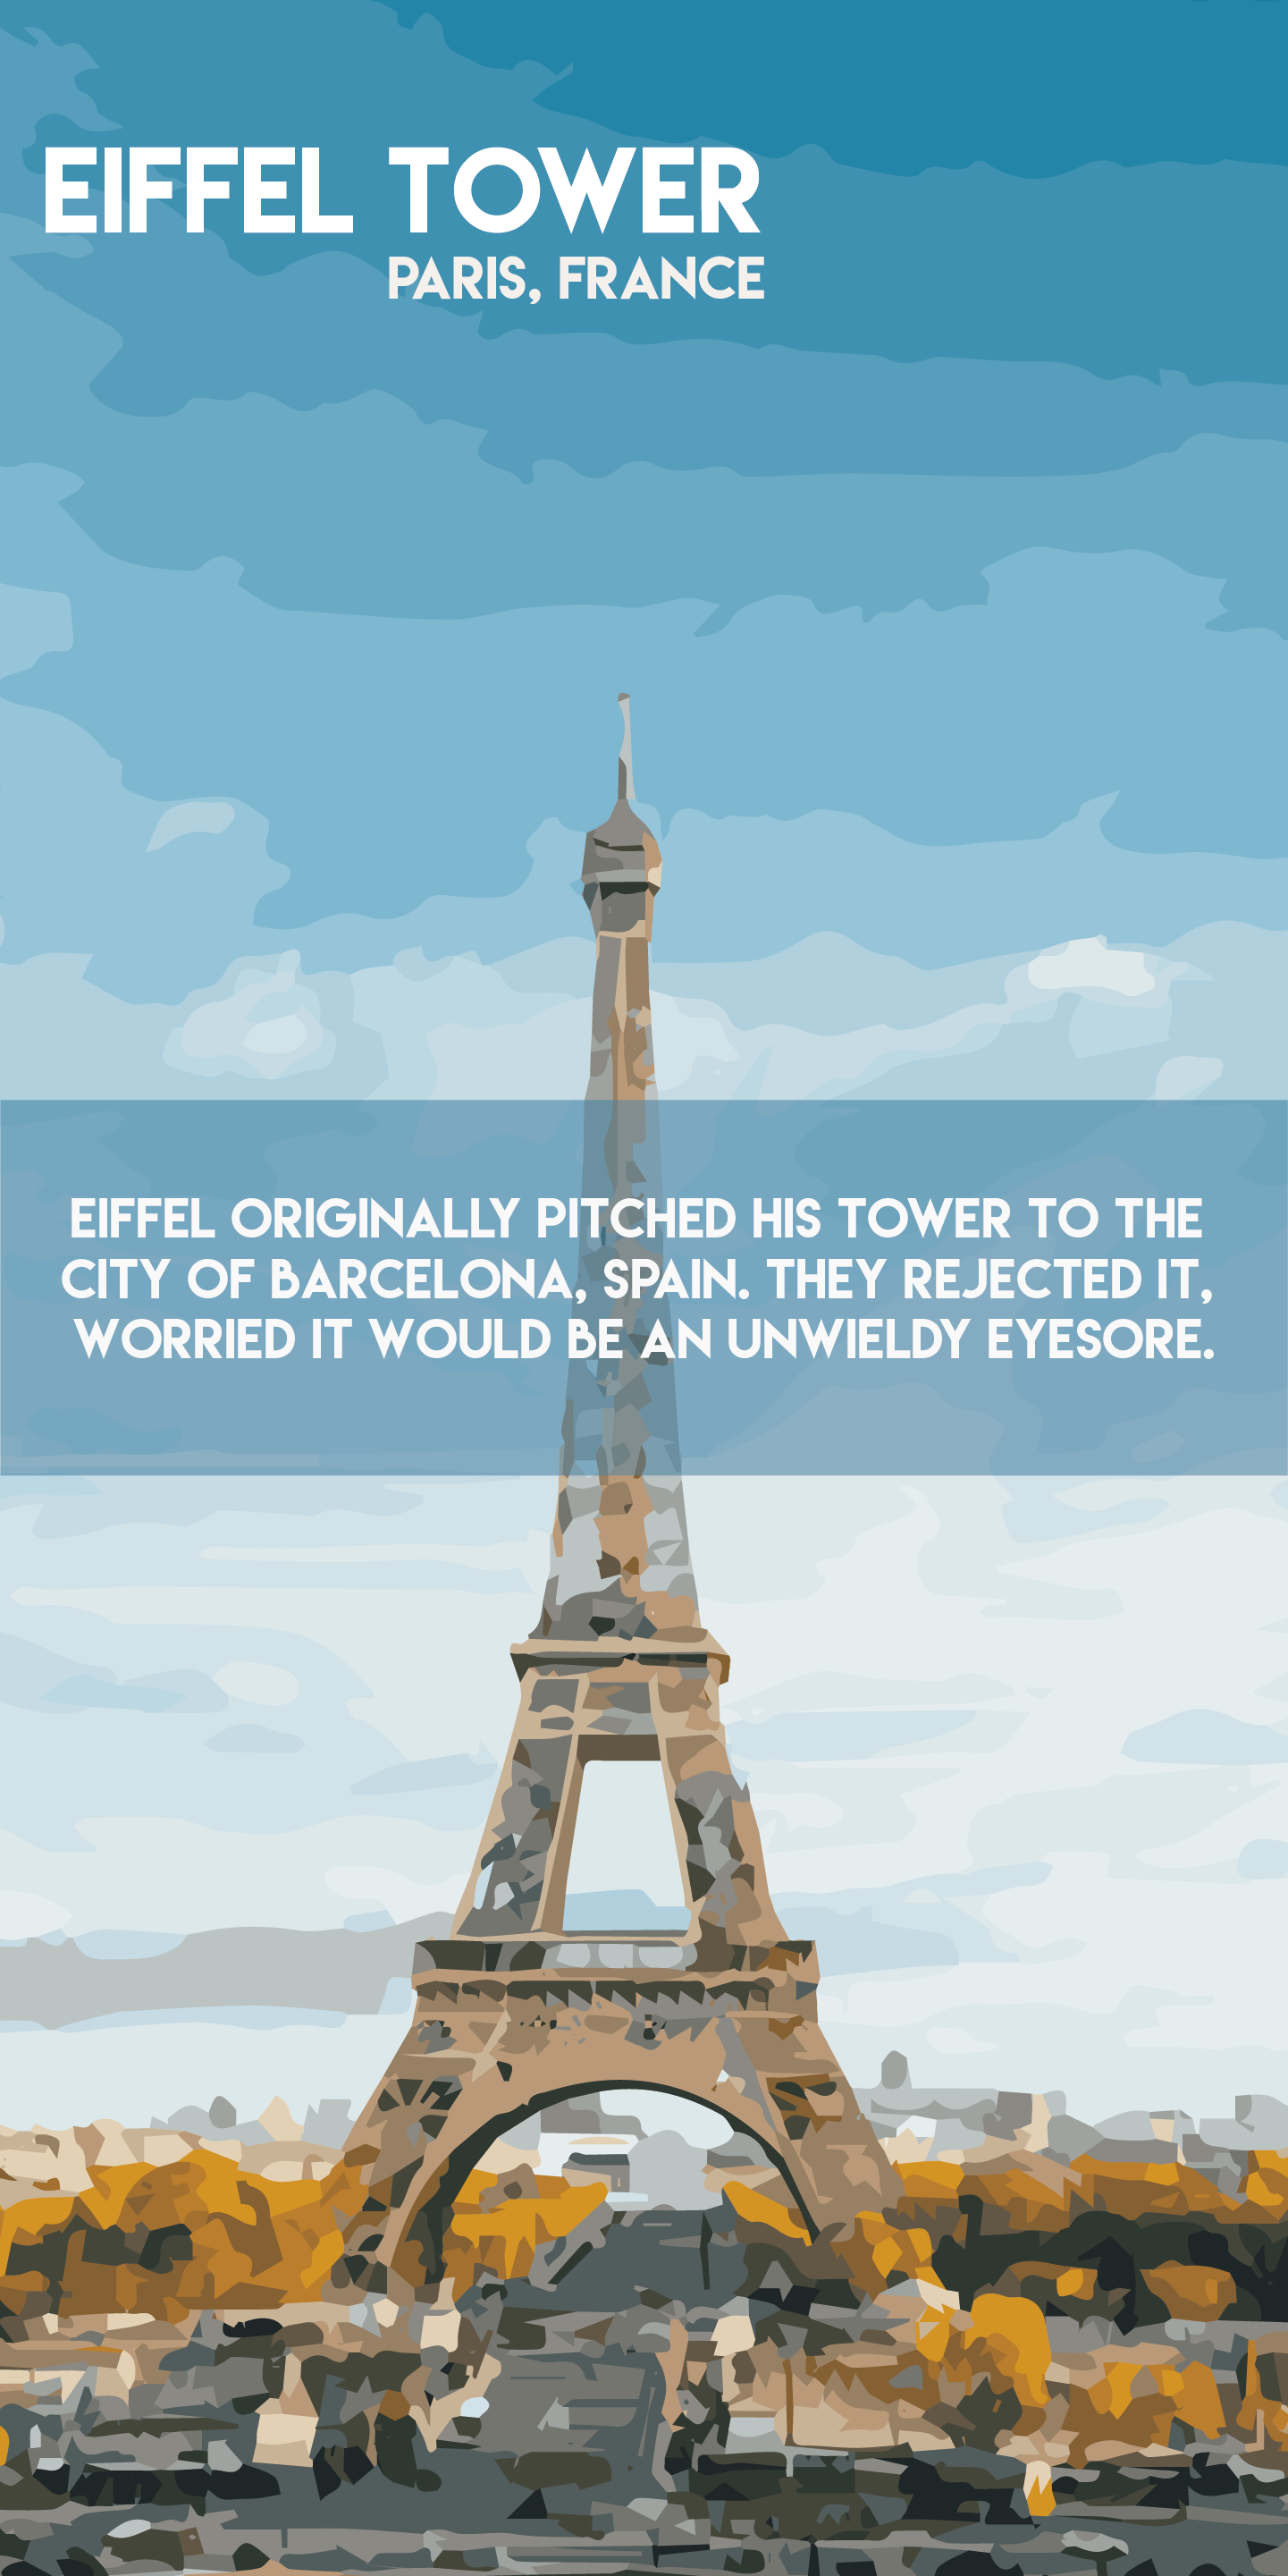 EIFFEL TOWER
PARIS, FRANCE
EIFFEL ORIGINALLY PITCHED HIS TOWER TO THE
CITY OF BARCELONA, SPAIN. THEY REJECTED IT,
WORRIED IT WOULD BE AN UNWIELDY EYESORE.